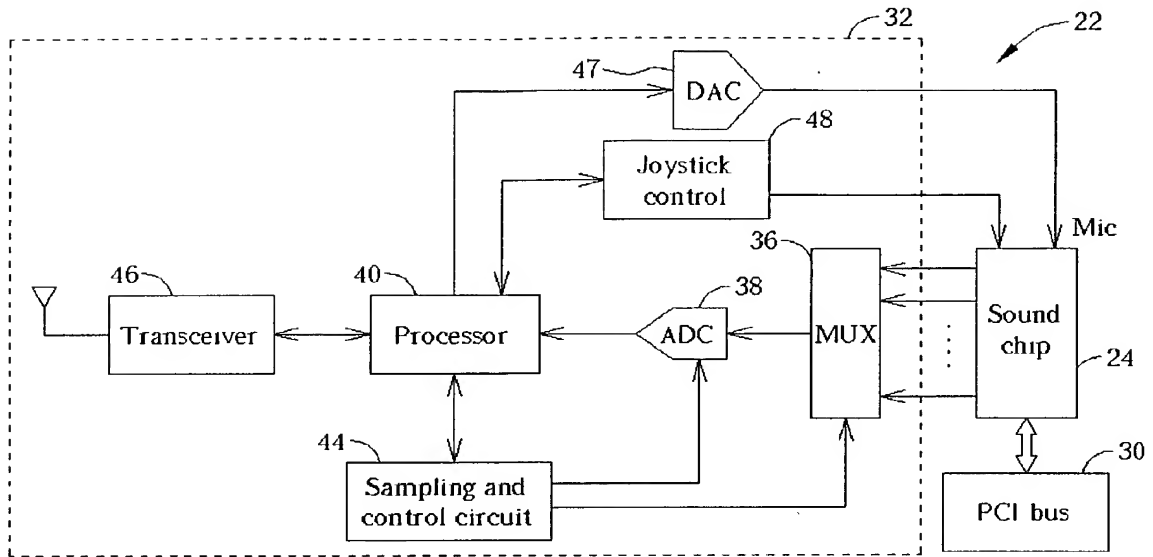 32
22
47
DAC
48
Joystick
control
Mic
36
46
40
38
Transceiver
Processor
ADC
MUX
Sound
chip
24
44
30
Sampling and
control circuit
PCI bus